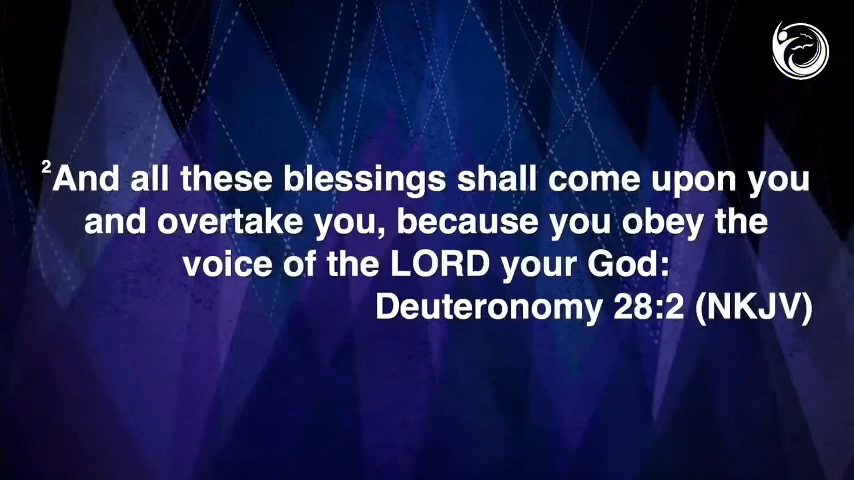 ²And all these blessings shall come upon you
and overtake you, because you obey the
voice of the LORD your God:
Deuteronomy 28:2 (NKJV)